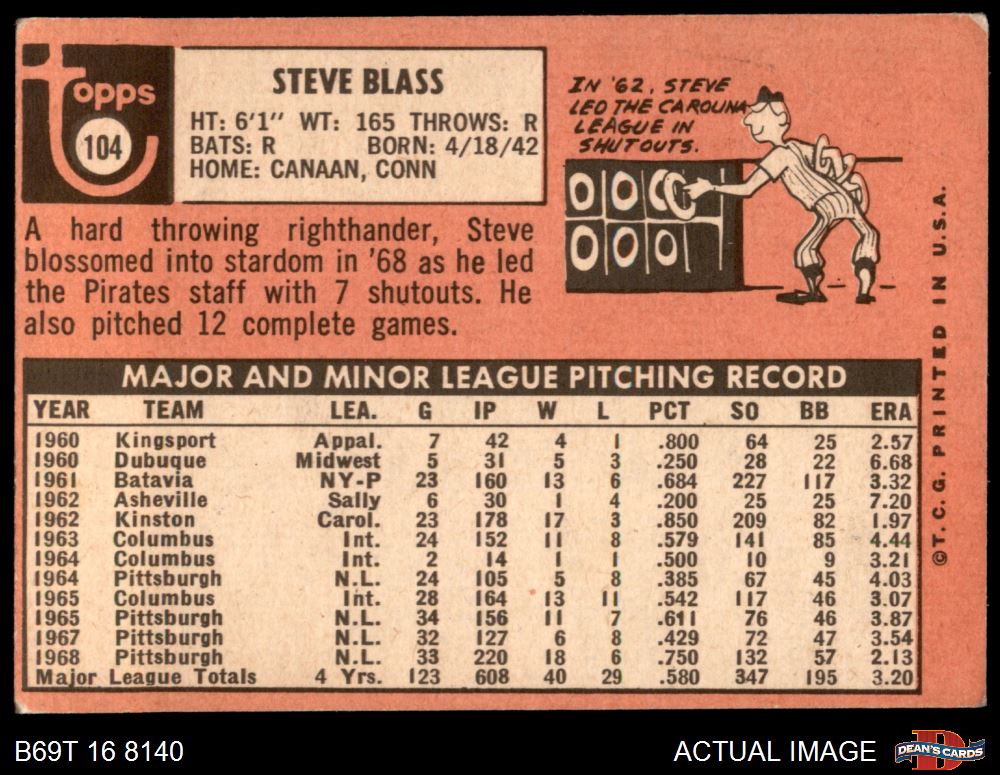 topps
104
STEVE BLASS
HT: 6'1" WT: 165 THROWS: R
BATS: R BORN: 4/18/42
HOME: CANAAN, CONN
IN '62, STEVE
LED THE CAROLINA
LEAGUE IN
SHUTOUTS.
0 0 0 0
0 0 0
A hard throwing righthander, Steve
blossomed into stardom in '68 as he led
the Pirates staff with 7 shutouts. He
also pitched 12 complete games.
MAJOR AND MINOR LEAGUE PITCHING RECORD
YEAR TEAM LEA. G IP W L PCT SO BB ERA
1960 Kingsport Appal. 7 42 4 1 .800 64 25 2.57
1960 Dubuque Midwest 5 31 5 3 .250 28 22 6.68
1961 Batavia NY-P 23 160 13 6 .684 227 117 3.32
1962 Asheville Sally 6 30 1 4 .200 25 25 7.20
1962 Kinston Carol. 23 178 17 3 .850 209 82 1.97
1963 Columbus Int. 24 152 11 8 .579 141 85 4.44
1964 Columbus Int. 2 14 1 1 .500 10 9 3.21
1964 Pittsburgh N.L. 24 105 5 8 .385 67 45 4.03
1965 Columbus Int. 28 164 13 11 .542 117 46 3.07
1965 Pittsburgh N.L. 34 156 11 7 .611 76 46 3.87
1967 Pittsburgh N.L. 32 127 6 8 .429 72 47 3.54
1968 Pittsburgh N.L. 33 220 18 6 .750 132 57 2.13
Major League Totals 4 Yrs. 123 608 40 29 .580 347 195 3.20
©T. C. G. PRINTED IN U.S.A.
B69T 16 8140
ACTUAL IMAGE
DEAN'S CARDS